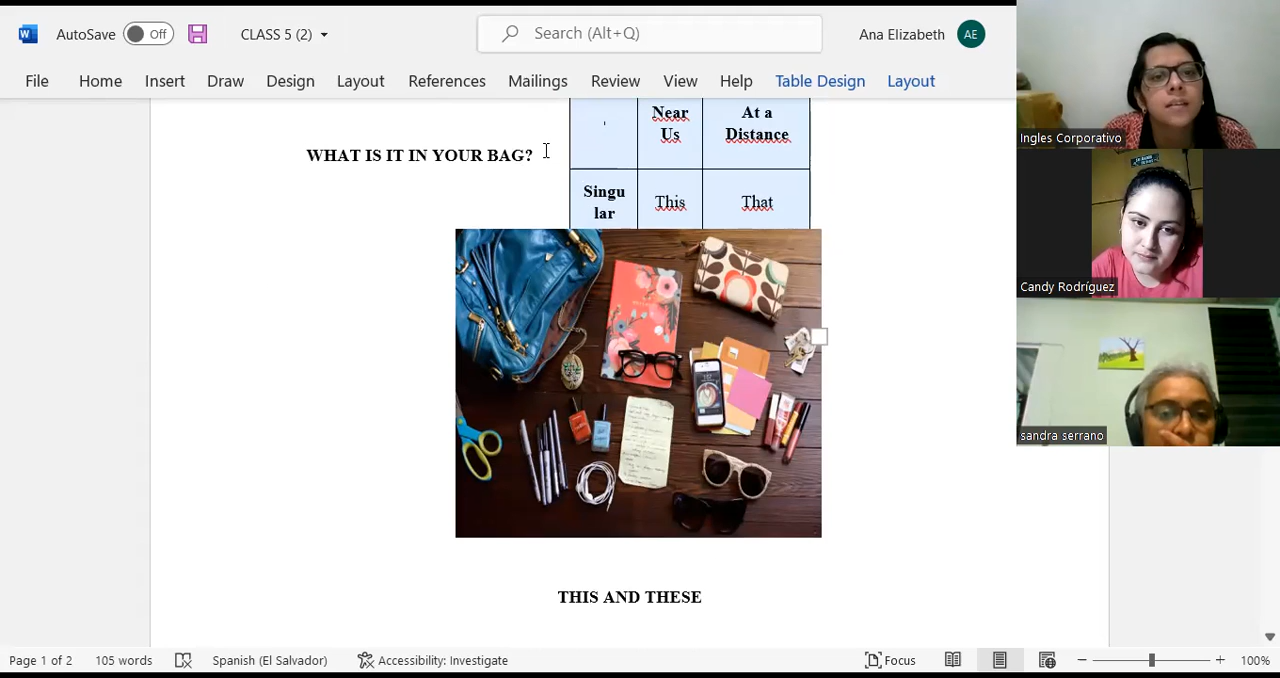 AutoSave Off CLASS 5 (2) Search (Alt+Q) Ana Elizabeth AE
File Home Insert Draw Design Layout References Mailings Review View Help Table Design Layout
Near Us At a Distance
WHAT IS IT IN YOUR BAG?
Singular This That
THIS AND THESE
Page 1 of 2 105 words Spanish (El Salvador) Accessibility: Investigate Focus 100%
Ingles Corporativo
Candy Rodríguez
sandra serrano